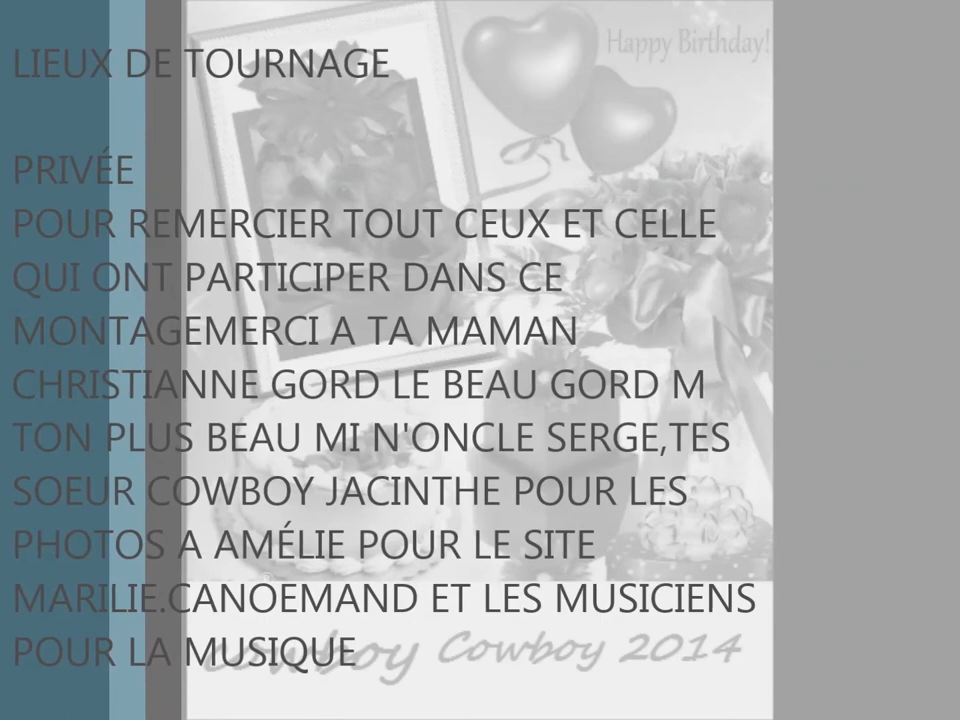 Happy Birthday!
LIEUX DE TOURNAGE
PRIVÉE
POUR REMERCIER TOUT CEUX ET CELLE
QUI ONT PARTICIPER DANS CE
MONTAGEMERCI A TA MAMAN
CHRISTIANNE GORD LE BEAU GORD M
TON PLUS BEAU MI N'ONCLE SERGE,TES
SOEUR COWBOY JACINTHE POUR LES
PHOTOS A AMÉLIE POUR LE SITE
MARILIE.CANOEMAND ET LES MUSICIENS
POUR LA MUSIQUE
cowboy Cowboy 2014